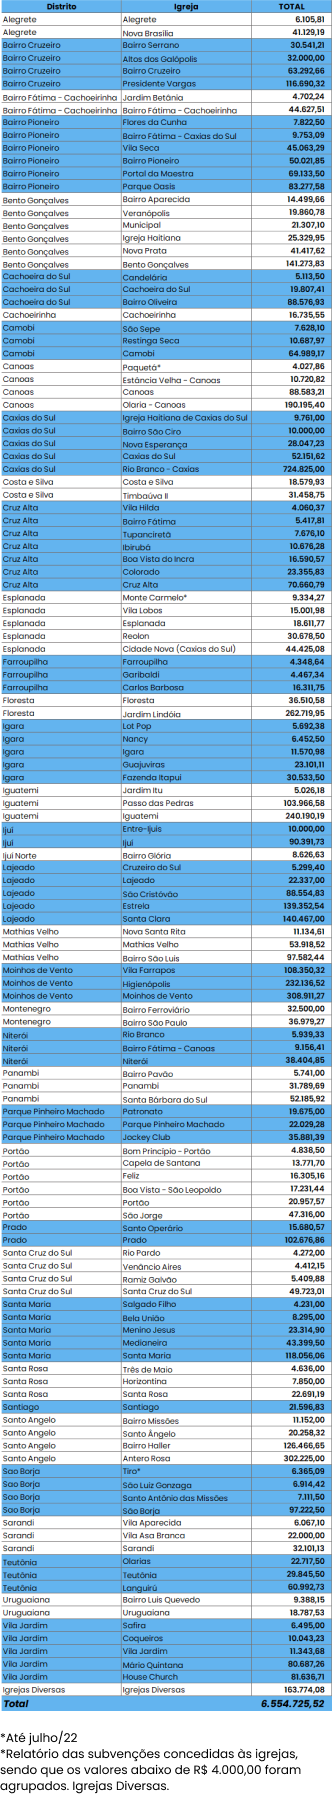 Distrito Igreja TOTAL
Alegrete Alegrete 6.105,81
Alegrete Nova Brasília 41.129,19
Bairro Cruzeiro Bairro Serrano 30.541,21
Bairro Cruzeiro Altos dos Galópolis 32.000,00
Bairro Cruzeiro Bairro Cruzeiro 63.292,66
Bairro Cruzeiro Presidente Vargas 116.690,32
Bairro Fátima - Cachoeirinha Jardim Betânia 4.702,24
Bairro Fátima - Cachoeirinha Bairro Fátima - Cachoeirinha 44.627,51
Bairro Pioneiro Flores da Cunha 7.822,50
Bairro Pioneiro Bairro Fátima - Caxias do Sul 9.753,09
Bairro Pioneiro Vila Seca 45.063,29
Bairro Pioneiro Bairro Pioneiro 50.021,85
Bairro Pioneiro Portal da Maestra 69.133,50
Bairro Pioneiro Parque Oasis 83.277,58
Bento Gonçalves Bairro Aparecida 14.499,66
Bento Gonçalves Veranópolis 19.860,78
Bento Gonçalves Municipal 21.307,10
Bento Gonçalves Igreja Haitiana 25.329,95
Bento Gonçalves Nova Prata 41.417,62
Bento Gonçalves Bento Gonçalves 141.273,83
Cachoeira do Sul Candelária 5.113,50
Cachoeira do Sul Cachoeira do Sul 19.807,41
Cachoeira do Sul Bairro Oliveira 88.576,93
Cachoeirinha Cachoeirinha 16.735,55
Camobi São Sepe 7.628,10
Camobi Restinga Seca 10.687,97
Camobi Camobi 64.989,17
Canoas Paquetá* 4.027,86
Canoas Estância Velha - Canoas 10.720,82
Canoas Canoas 88.583,21
Canoas Olaria - Canoas 190.195,40
Caxias do Sul Igreja Haitiana de Caxias do Sul 9.761,00
Caxias do Sul Bairro São Ciro 10.000,00
Caxias do Sul Nova Esperança 28.047,23
Caxias do Sul Caxias do Sul 52.151,62
Caxias do Sul Rio Branco - Caxias 724.825,00
Costa e Silva Costa e Silva 18.579,93
Costa e Silva Timbaúva II 31.458,75
Cruz Alta Vila Hilda 4.060,37
Cruz Alta Bairro Fátima 5.417,81
Cruz Alta Tupanciretã 7.676,10
Cruz Alta Ibirubá 10.676,28
Cruz Alta Boa Vista do Incra 16.590,57
Cruz Alta Colorado 23.355,83
Cruz Alta Cruz Alta 70.660,79
Esplanada Monte Carmelo* 9.334,27
Esplanada Vila Lobos 15.001,98
Esplanada Esplanada 18.611,77
Esplanada Reolon 30.678,50
Esplanada Cidade Nova (Caxias do Sul) 44.425,08
Farroupilha Farroupilha 4.348,64
Farroupilha Garibaldi 4.467,34
Farroupilha Carlos Barbosa 16.311,75
Floresta Floresta 36.510,58
Floresta Jardim Lindóia 262.719,95
Igara Lot Pop 5.692,38
Igara Nancy 6.452,50
Igara Igara 11.570,98
Igara Guajuviras 23.101,11
Igara Fazenda Itapui 30.533,50
Iguatemi Jardim Itu 5.026,18
Iguatemi Passo das Pedras 103.966,58
Iguatemi Iguatemi 240.190,19
Ijuí Entre-Ijuis 10.000,00
Ijuí Ijuí 90.391,73
Ijuí Norte Bairro Glória 8.626,63
Lajeado Cruzeiro do Sul 5.299,40
Lajeado Lajeado 22.337,00
Lajeado São Cristóvão 88.554,83
Lajeado Estrela 139.352,54
Lajeado Santa Clara 140.467,00
Mathias Velho Nova Santa Rita 11.134,61
Mathias Velho Mathias Velho 53.918,52
Mathias Velho Bairro São Luis 97.582,44
Moinhos de Vento Vila Farrapos 108.350,32
Moinhos de Vento Higienópolis 232.136,52
Moinhos de Vento Moinhos de Vento 308.911,27
Montenegro Bairro Ferroviário 32.500,00
Montenegro Bairro São Paulo 36.979,27
Niterói Rio Branco 5.939,33
Niterói Bairro Fátima - Canoas 9.156,41
Niterói Niterói 38.404,85
Panambi Bairro Pavão 5.741,00
Panambi Panambi 31.789,69
Panambi Santa Bárbara do Sul 52.185,92
Parque Pinheiro Machado Patronato 19.675,00
Parque Pinheiro Machado Parque Pinheiro Machado 22.029,28
Parque Pinheiro Machado Jockey Club 35.881,39
Portão Bom Princípio - Portão 4.838,50
Portão Capela de Santana 13.771,70
Portão Feliz 16.305,16
Portão Boa Vista - São Leopoldo 17.231,44
Portão Portão 20.957,57
Portão São Jorge 47.316,00
Prado Santo Operário 15.680,57
Prado Prado 102.676,86
Santa Cruz do Sul Rio Pardo 4.272,00
Santa Cruz do Sul Venâncio Aires 4.412,15
Santa Cruz do Sul Ramiz Galvão 5.409,88
Santa Cruz do Sul Santa Cruz do Sul 49.723,01
Santa Maria Salgado Filho 4.231,00
Santa Maria Bela União 8.295,00
Santa Maria Menino Jesus 23.314,90
Santa Maria Medianeira 43.399,50
Santa Maria Santa Maria 118.056,06
Santa Rosa Três de Maio 4.636,00
Santa Rosa Horizontina 7.850,00
Santa Rosa Santa Rosa 22.691,19
Santiago Santiago 21.596,83
Santo Angelo Bairro Missões 11.152,00
Santo Angelo Santo Ângelo 20.258,32
Santo Angelo Bairro Haller 126.466,65
Santo Angelo Antero Rosa 302.225,00
Sao Borja Tiro* 6.365,09
Sao Borja São Luiz Gonzaga 6.914,42
Sao Borja Santo Antônio das Missões 7.111,50
Sao Borja São Borja 97.222,50
Sarandi Vila Aparecida 6.067,10
Sarandi Vila Asa Branca 22.000,00
Sarandi Sarandi 32.101,13
Teutônia Olarias 22.717,50
Teutônia Teutônia 29.845,50
Teutônia Languirú 60.992,73
Uruguaiana Bairro Luis Quevedo 9.388,15
Uruguaiana Uruguaiana 18.787,53
Vila Jardim Safira 6.495,00
Vila Jardim Coqueiros 10.043,23
Vila Jardim Vila Jardim 11.343,68
Vila Jardim Mário Quintana 80.687,26
Vila Jardim House Church 81.636,71
Igrejas Diversas Igrejas Diversas 163.774,08
Total 6.554.725,52
*Até julho/22
*Relatório das subvenções concedidas às igrejas,
sendo que os valores abaixo de R$ 4.000,00 foram
agrupados. Igrejas Diversas.